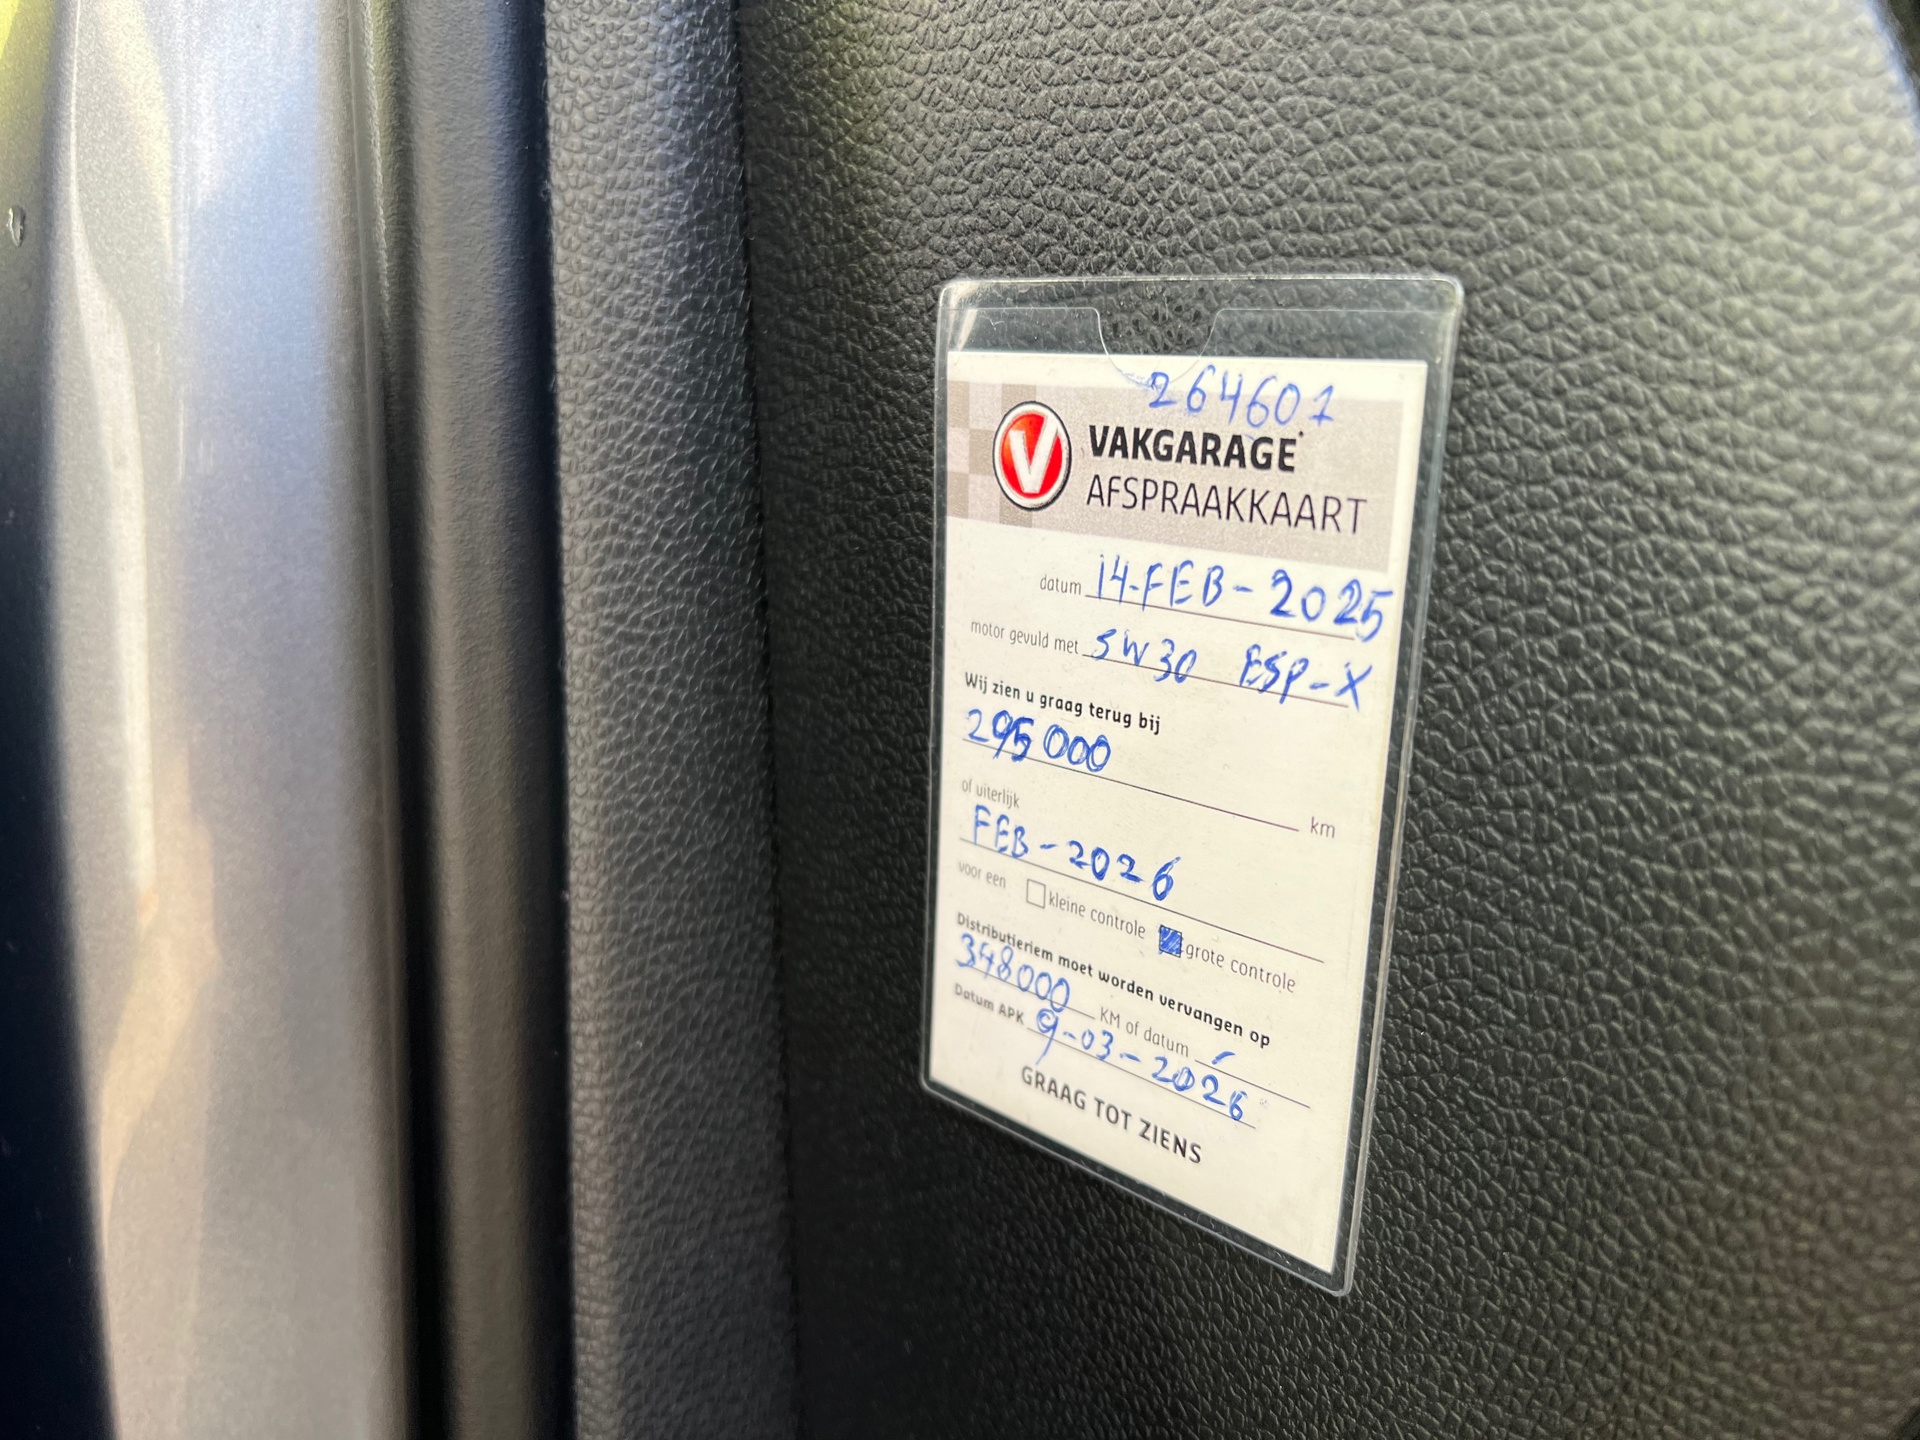 264601
VAKGARAGE
AFSPRAAKKAART
datum 14-FEB-2025
motor gevuld met 5W30 ESP-X
Wij zien u graag terug bij
295000 km
of uiterlijk
FEB-2026
voor een kleine controle grote controle
Distributieriem moet worden vervangen op
348000 KM of datum -
Datum APK 9-03-2026
GRAAG TOT ZIENS